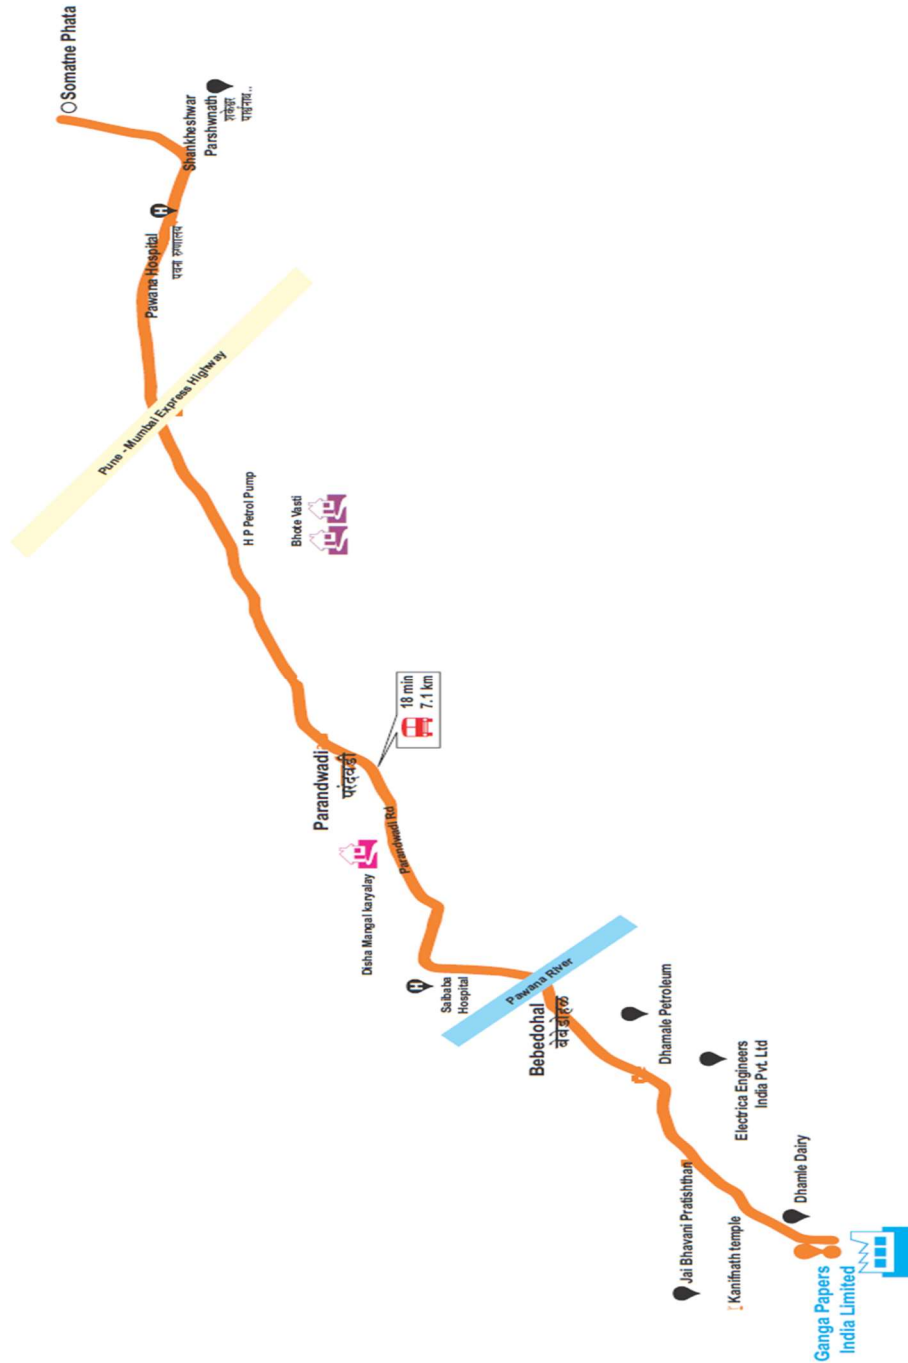 Somatne Phata
Shankheshwar
Parshwnath
शंकेश्वर
पार्श्वनाथ...
Pawana Hospital
पवना रुग्णालय
H
Pune - Mumbai Express Highway
H P Petrol Pump
Bhote Vasti
18 min
7.1 km
Parandwadi
परंदवडी
Parandwadi Rd
Disha Mangal karyalay
H
Saibaba
Hospital
Pawana River
Bebedohal
बेबेडोहळ
Dhamale Petroleum
Electrica Engineers
India Pvt. Ltd
Jai Bhavani Pratishthan
Kanifnath temple
Dhamle Dairy
Ganga Papers
India Limited